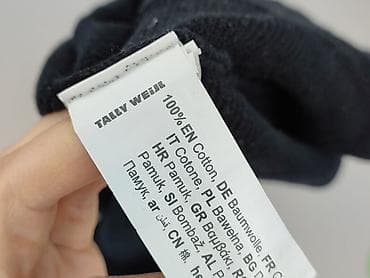 TALLY WEiJL
100% EN Cotton, DE Baumwolle, FR
IT Cotone, PL Bawełna, BG
HR Pamuk, GR Βαμβάκι
Pamuk, SI Bombaž, AL
Памук, ar قطن, CN 棉